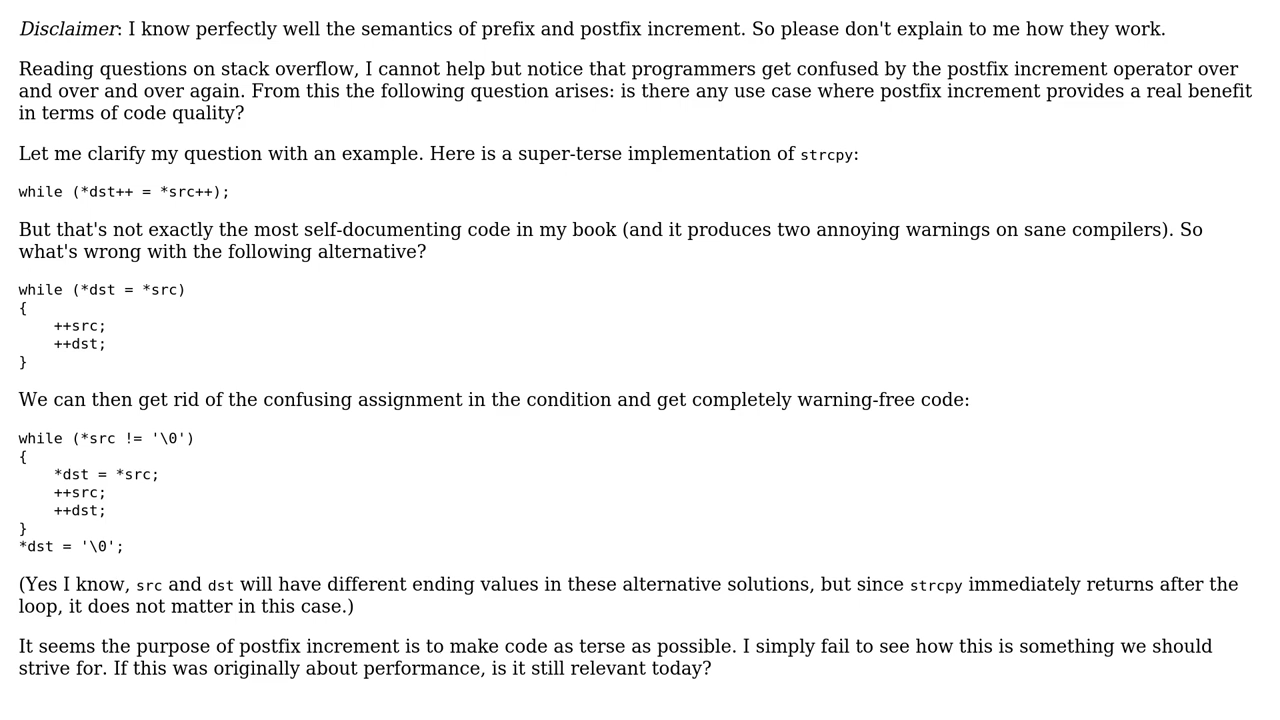 Disclaimer: I know perfectly well the semantics of prefix and postfix increment. So please don't explain to me how they work.
Reading questions on stack overflow, I cannot help but notice that programmers get confused by the postfix increment operator over
and over and over again. From this the following question arises: is there any use case where postfix increment provides a real benefit
in terms of code quality?
Let me clarify my question with an example. Here is a super-terse implementation of strcpy:
while (*dst++ = *src++);
But that's not exactly the most self-documenting code in my book (and it produces two annoying warnings on sane compilers). So
what's wrong with the following alternative?
while (*dst = *src)
{
    ++src;
    ++dst;
}
We can then get rid of the confusing assignment in the condition and get completely warning-free code:
while (*src != '\0')
{
    *dst = *src;
    ++src;
    ++dst;
}
*dst = '\0';
(Yes I know, src and dst will have different ending values in these alternative solutions, but since strcpy immediately returns after the
loop, it does not matter in this case.)
It seems the purpose of postfix increment is to make code as terse as possible. I simply fail to see how this is something we should
strive for. If this was originally about performance, is it still relevant today?